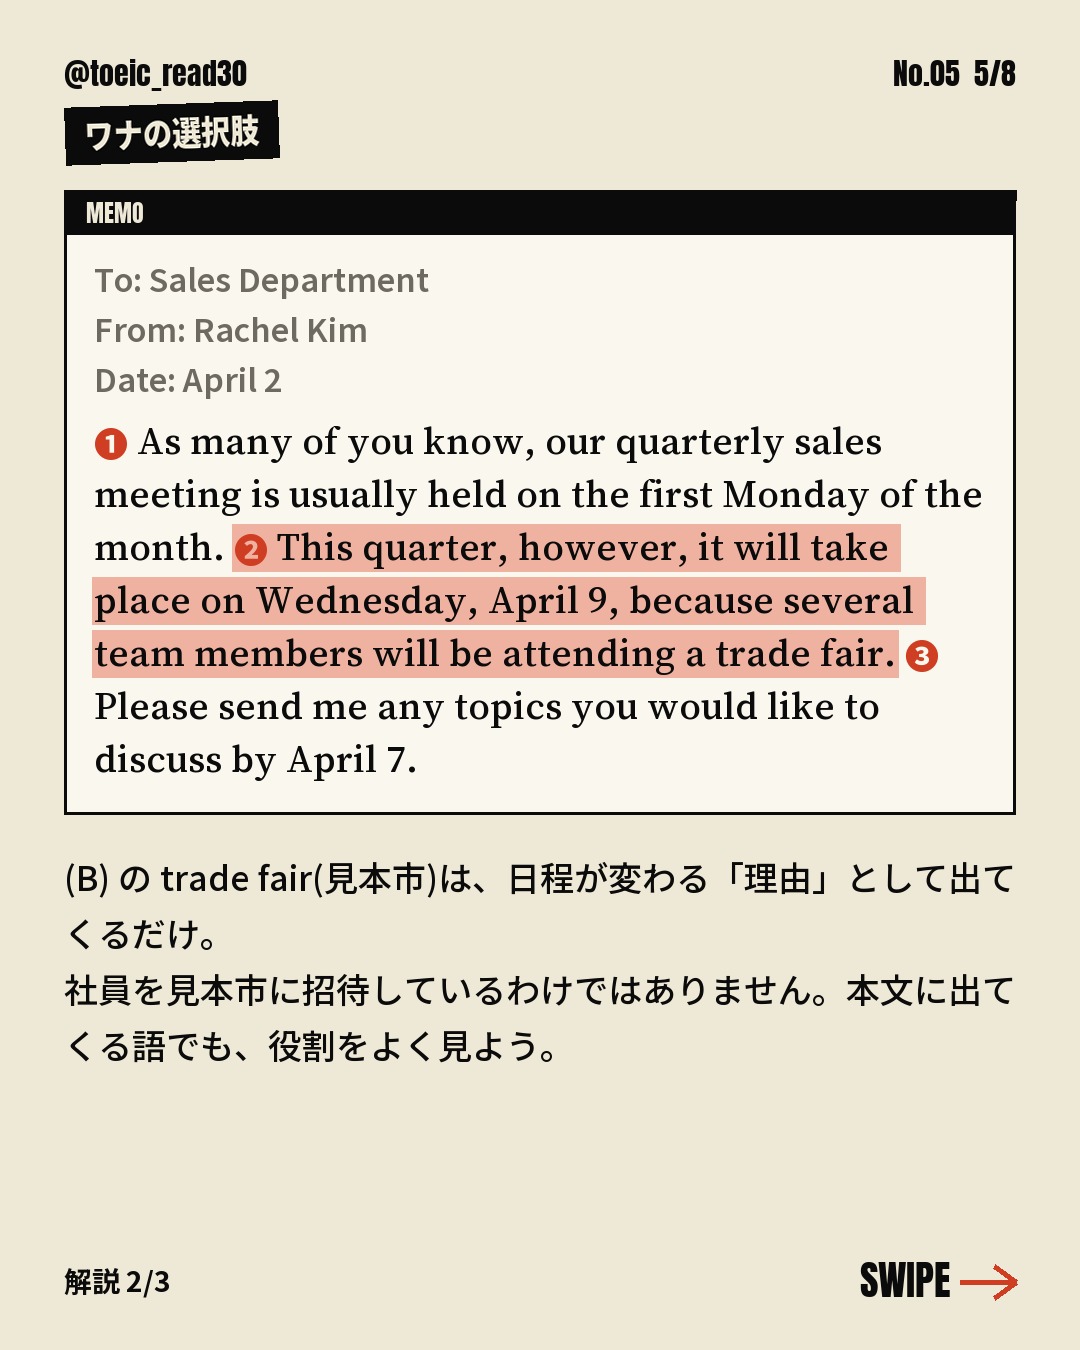 @toeic_read30
No.05 5/8
ワナの選択肢
MEMO
To: Sales Department
From: Rachel Kim
Date: April 2
❶ As many of you know, our quarterly sales
meeting is usually held on the first Monday of the
month. ❷ This quarter, however, it will take
place on Wednesday, April 9, because several
team members will be attending a trade fair. ❸
Please send me any topics you would like to
discuss by April 7.
(B) の trade fair(見本市)は、日程が変わる「理由」として出て
くるだけ。
社員を見本市に招待しているわけではありません。本文に出て
くる語でも、役割をよく見よう。
解説 2/3
SWIPE